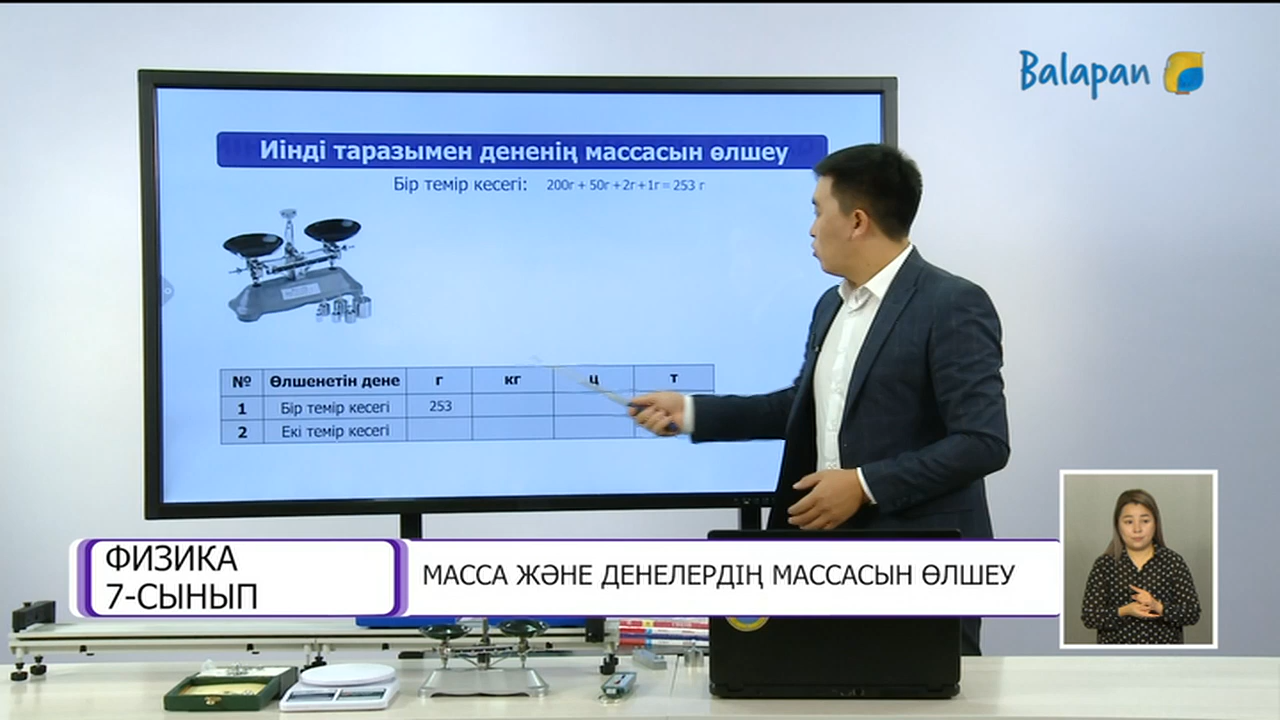 Balapan
Иінді таразымен дененің массасын өлшеу
Бір темір кесегі: 200г + 50г + 2г + 1г = 253 г
№ Өлшенетін дене г кг ц т
1 Бір темір кесегі 253
2 Екі темір кесегі
ФИЗИКА
7-СЫНЫП
МАССА ЖӘНЕ ДЕНЕЛЕРДІҢ МАССАСЫН ӨЛШЕУ